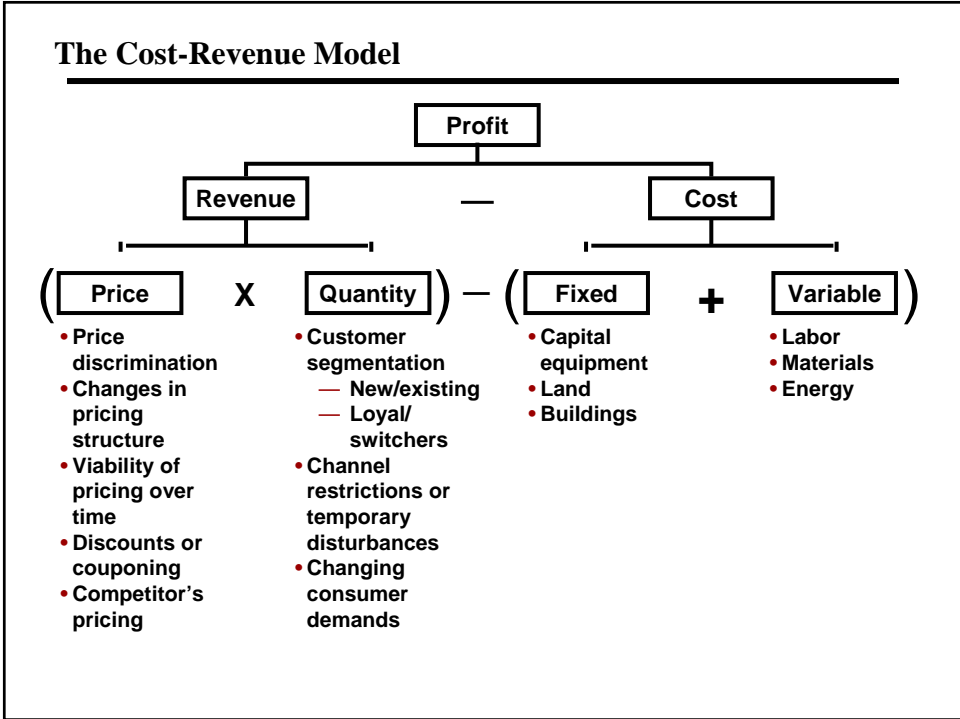 The Cost-Revenue Model
Profit
Revenue — Cost
( Price X Quantity ) — ( Fixed + Variable )
• Price
discrimination
• Changes in
pricing
structure
• Viability of
pricing over
time
• Discounts or
couponing
• Competitor's
pricing
• Customer
segmentation
— New/existing
— Loyal/
switchers
• Channel
restrictions or
temporary
disturbances
• Changing
consumer
demands
• Capital
equipment
• Land
• Buildings
• Labor
• Materials
• Energy